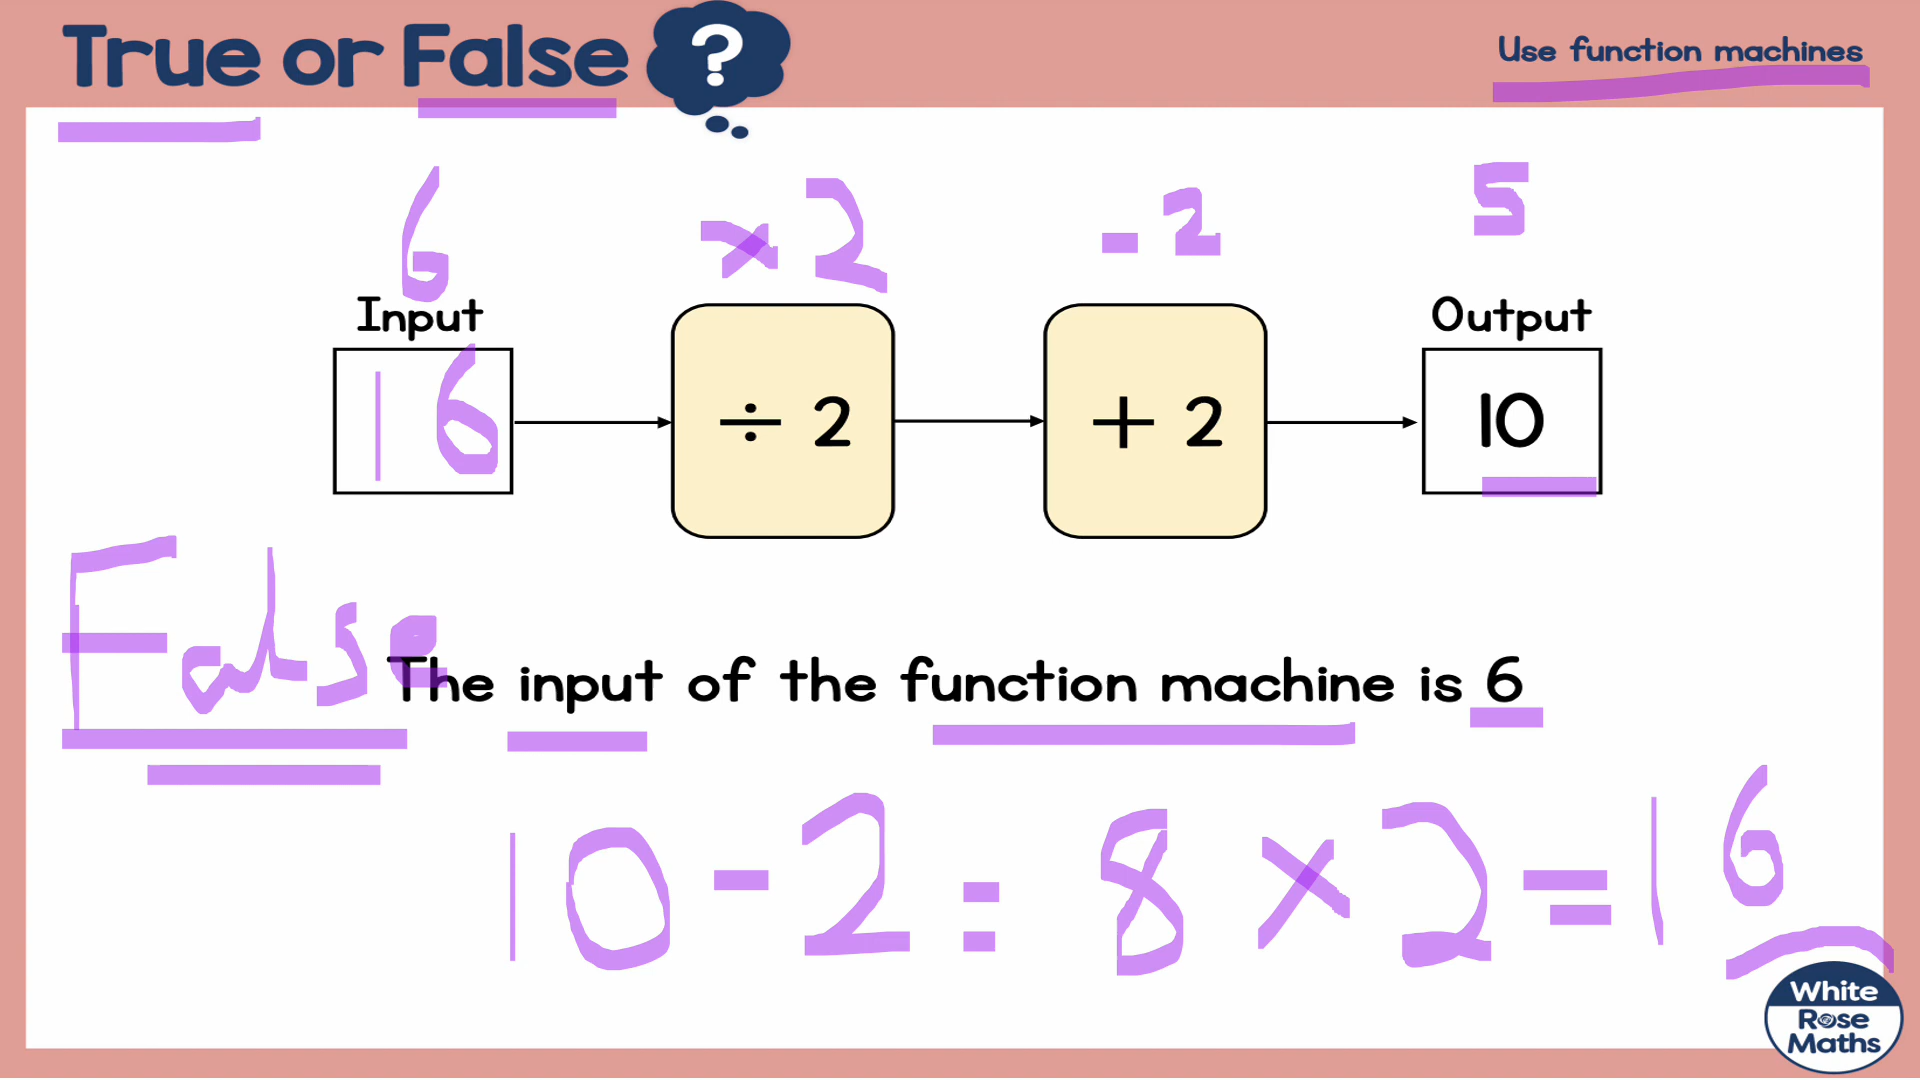 True or False ?
Use function machines
6 × 2 - 2 5
Input Output
16 ÷ 2 + 2 10
False
The input of the function machine is 6
10 - 2 = 8 × 2 = 16
White
Rose
Maths